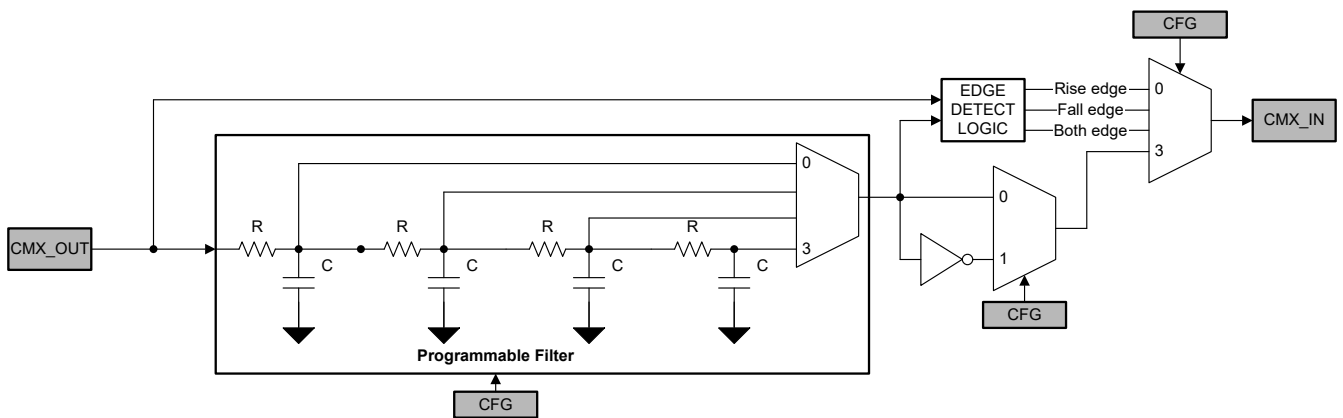 CFG
EDGE
DETECT
LOGIC
Rise edge
Fall edge
Both edge
0
3
CMX_IN
0
3
0
1
CMX_OUT
R
R
R
R
C
C
C
C
CFG
Programmable Filter
CFG